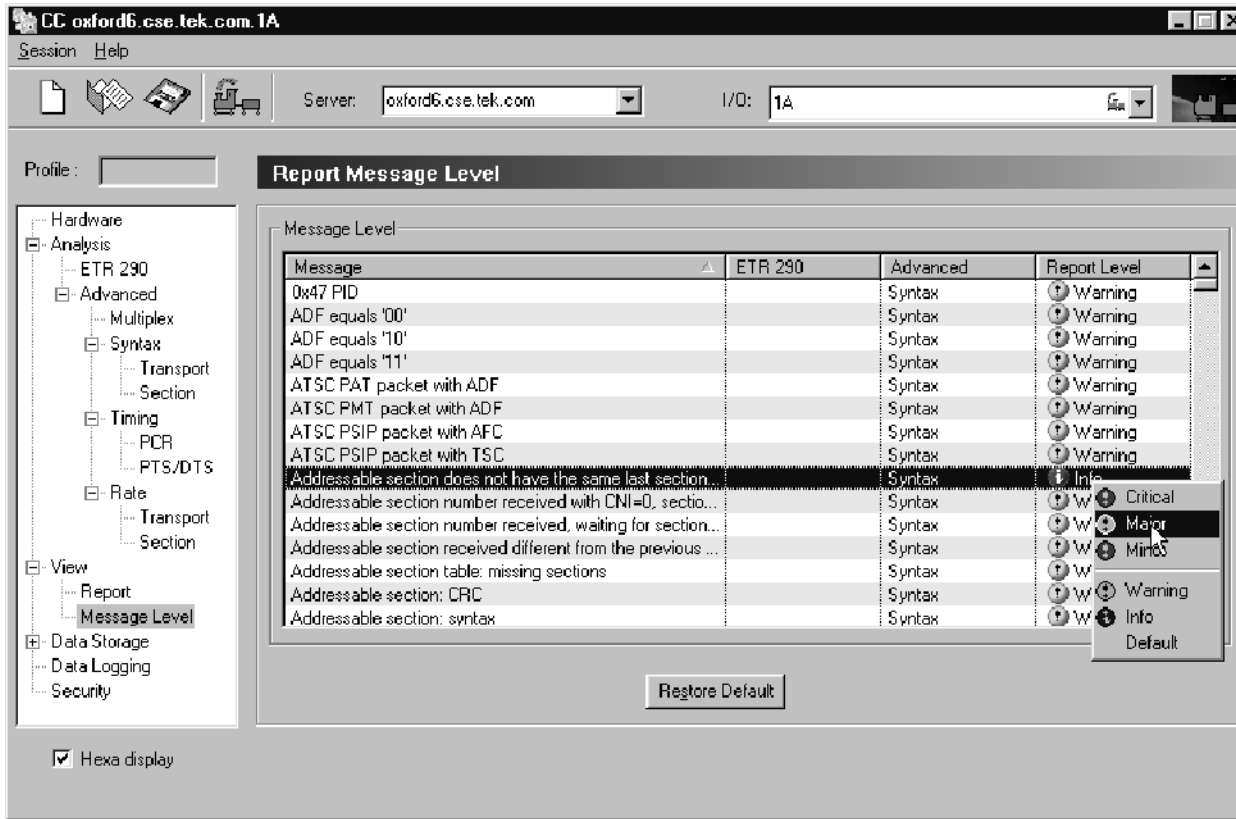 CC oxford6.cse.tek.com.1A
Session Help
Server: oxford6.cse.tek.com I/O: 1A
Profile :
Report Message Level
Hardware
Analysis
ETR 290
Advanced
Multiplex
Syntax
Transport
Section
Timing
PCR
PTS/DTS
Rate
Transport
Section
View
Report
Message Level
Data Storage
Data Logging
Security
Message Level
Message ETR 290 Advanced Report Level
0x47 PID Syntax Warning
ADF equals '00' Syntax Warning
ADF equals '10' Syntax Warning
ADF equals '11' Syntax Warning
ATSC PAT packet with ADF Syntax Warning
ATSC PMT packet with ADF Syntax Warning
ATSC PSIP packet with AFC Syntax Warning
ATSC PSIP packet with TSC Syntax Warning
Addressable section does not have the same last section... Syntax Info
Addressable section number received with CNI=0, sectio... Syntax W
Addressable section number received, waiting for section... Syntax W
Addressable section received different from the previous ... Syntax W
Addressable section table: missing sections Syntax W
Addressable section: CRC Syntax W
Addressable section: syntax Syntax W
Critical
Major
Minor
Warning
Info
Default
Restore Default
Hexa display